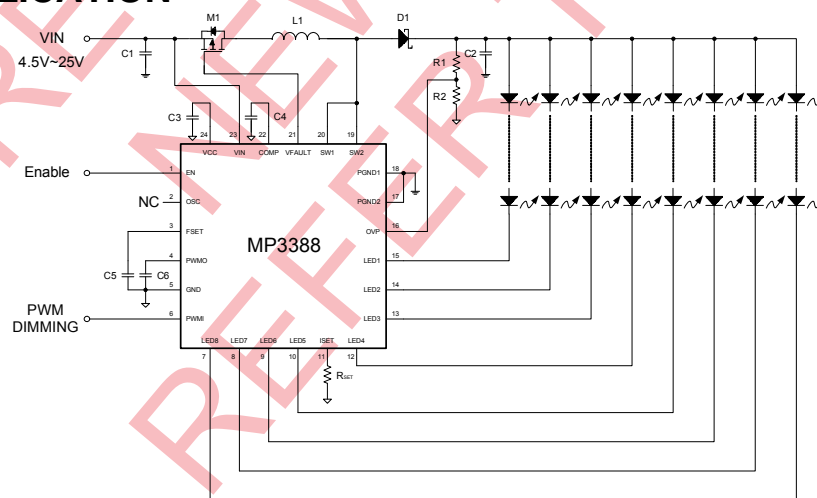 M1
L1
D1
VIN
4.5V~25V
C1
R1
C2
R2
C3
C4
24
23
22
21
20
19
VCC
VIN
COMP
VFAULT
SW1
SW2
Enable
1
EN
PGND1
18
NC
2
OSC
PGND2
17
3
FSET
OVP
16
MP3388
4
PWMO
LED1
15
C5
C6
5
GND
LED2
14
PWM
DIMMING
6
PWMI
LED3
13
LED8
LED7
LED6
LED5
ISET
LED4
7
8
9
10
11
12
RSET